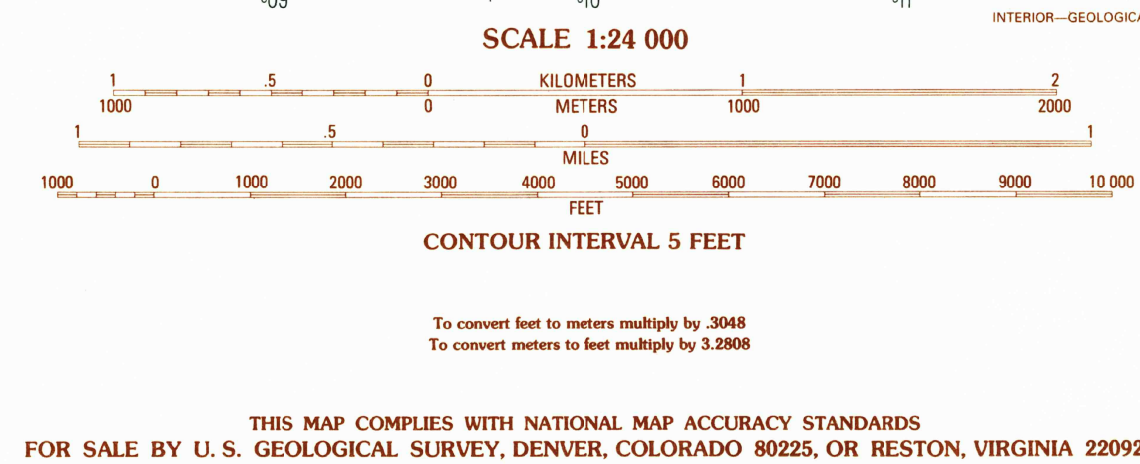 INTERIOR—GEOLOGICA
SCALE 1:24 000
1 .5 0 KILOMETERS 1 2
1000 0 METERS 1000 2000
1 .5 0 1
MILES
1000 0 1000 2000 3000 4000 5000 6000 7000 8000 9000 10 000
FEET
CONTOUR INTERVAL 5 FEET
To convert feet to meters multiply by .3048
To convert meters to feet multiply by 3.2808
THIS MAP COMPLIES WITH NATIONAL MAP ACCURACY STANDARDS
FOR SALE BY U. S. GEOLOGICAL SURVEY, DENVER, COLORADO 80225, OR RESTON, VIRGINIA 22092